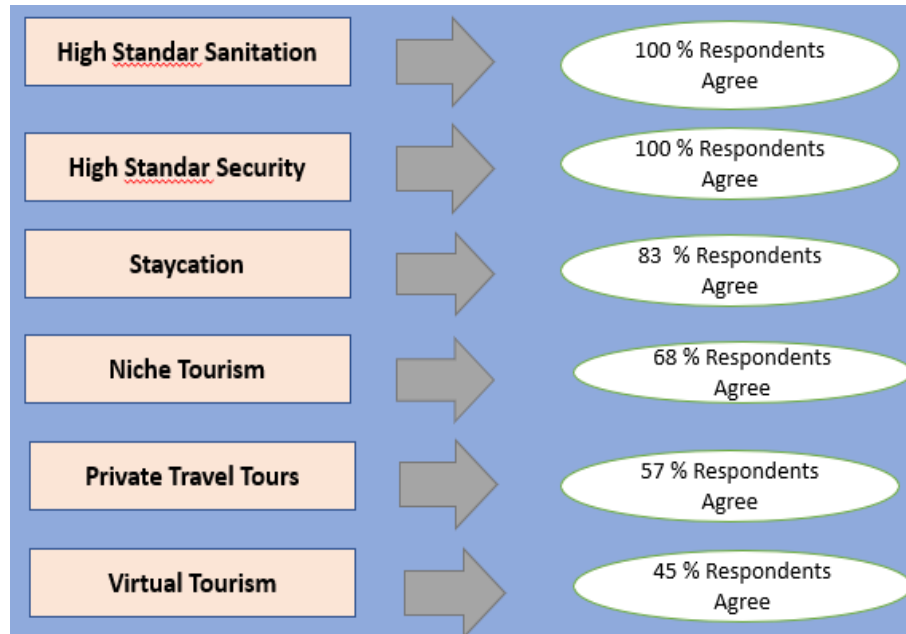 High Standar Sanitation
100 % Respondents
Agree
High Standar Security
100 % Respondents
Agree
Staycation
83 % Respondents
Agree
Niche Tourism
68 % Respondents
Agree
Private Travel Tours
57 % Respondents
Agree
Virtual Tourism
45 % Respondents
Agree